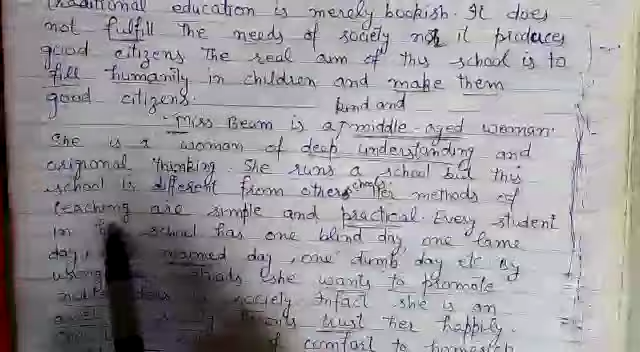 traditional education is merely bookish. It does
not fulfill the needs of society nor it produces
good citizens The real aim of this school is to
fill humanity in children and make them
good citizens.
kind and
Miss Beam is a middle-aged woman.
She is a woman of deep understanding and
origional thinking. She runs a school but this
school is different from other schools Her methods of
teaching are simple and practical. Every student
in school has one blind day one lame
day, maimed day, one dumb day etc By
she wants to promote
society Infact she is an
trust her happily.
comfort to